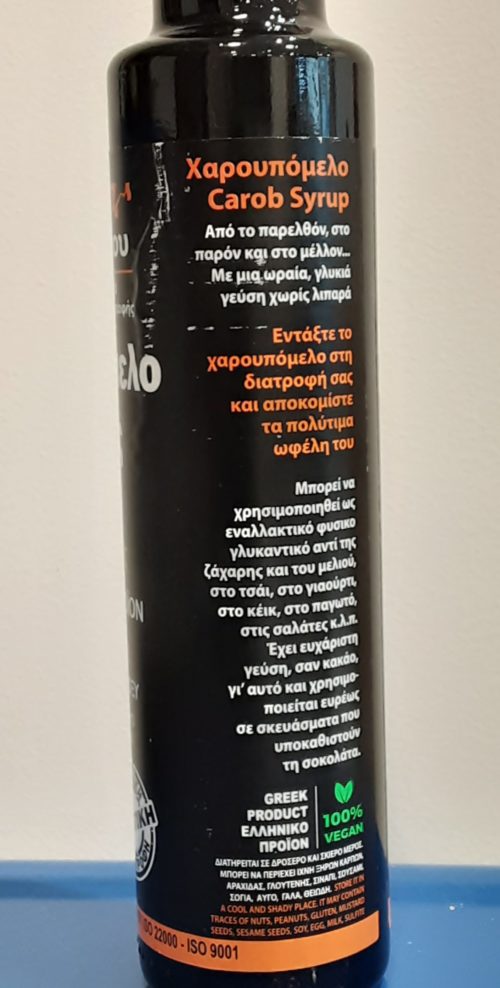 Χαρουπόμελο
Carob Syrup
Από το παρελθόν, στο
παρόν και στο μέλλον...
Με μια ωραία, γλυκιά
γεύση χωρίς λιπαρά
Εντάξτε το
χαρουπόμελο στη
διατροφή σας
και αποκομίστε
τα πολύτιμα
ωφέλη του
Μπορεί να
χρησιμοποιηθεί ως
εναλλακτικό φυσικο
γλυκαντικό αντί της
ζάχαρης και του μελιού,
στο τσάι, στο γιαούρτι,
στο κέικ, στο παγωτό,
στις σαλάτες κ.λ.π.
Έχει ευχάριστη
γεύση, σαν κακάο,
γι' αυτό και χρησιμο-
ποιείται ευρέως
σε σκευάσματα που
υποκαθιστούν
τη σοκολάτα.
GREEK
PRODUCT
ΕΛΛΗΝΙΚΟ
ΠΡΟΪΟΝ
100%
VEGAN
ΔΙΑΤΗΡΕΙΤΑΙ ΣΕ ΔΡΟΣΕΡΟ ΚΑΙ ΣΚΙΕΡΟ ΜΕΡΟΣ.
ΜΠΟΡΕΙ ΝΑ ΠΕΡΙΕΧΕΙ ΙΧΝΗ ΞΗΡΩΝ ΚΑΡΠΩΝ,
ΑΡΑΧΙΔΑΣ, ΓΛΟΥΤΕΝΗΣ, ΣΙΝΑΠΙ, ΣΟΥΣΑΜΙ,
ΣΟΓΙΑ, ΑΥΓΟ, ΓΑΛΑ, ΘΕΙΩΔΗ. STORE IT IN
A COOL AND SHADY PLACE. IT MAY CONTAIN
TRACES OF NUTS, PEANUTS, GLUTEN, MUSTARD
SEEDS, SESAME SEEDS, SOY, EGG, MILK, SULFITE
ISO 22000 - ISO 9001